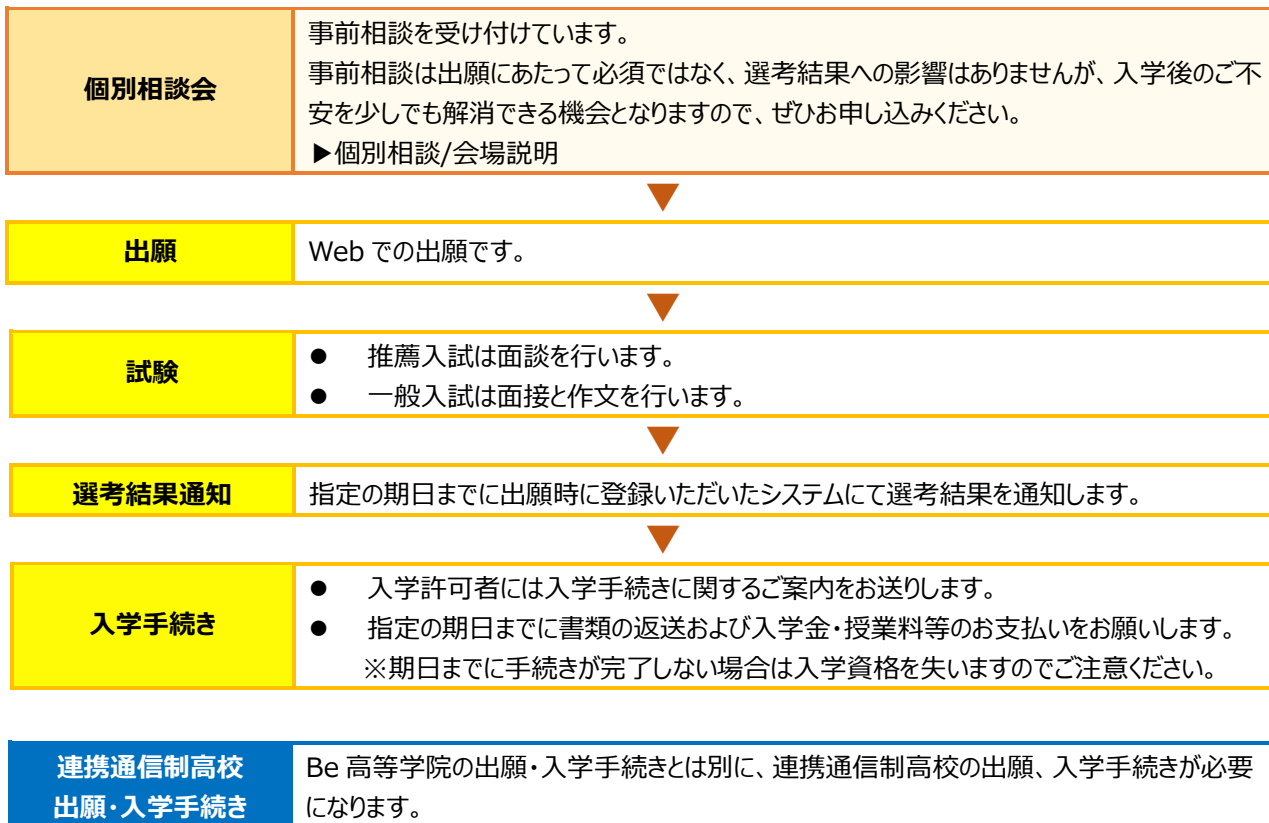 個別相談会
事前相談を受け付けています。
事前相談は出願にあたって必須ではなく、選考結果への影響はありませんが、入学後のご不
安を少しでも解消できる機会となりますので、ぜひお申し込みください。
▶個別相談/会場説明
▼
出願
Web での出願です。
▼
試験
● 推薦入試は面談を行います。
● 一般入試は面接と作文を行います。
▼
選考結果通知
指定の期日までに出願時に登録いただいたシステムにて選考結果を通知します。
▼
入学手続き
● 入学許可者には入学手続きに関するご案内をお送りします。
● 指定の期日までに書類の返送および入学金・授業料等のお支払いをお願いします。
※期日までに手続きが完了しない場合は入学資格を失いますのでご注意ください。
連携通信制高校
出願・入学手続き
Be 高等学院の出願・入学手続きとは別に、連携通信制高校の出願、入学手続きが必要
になります。